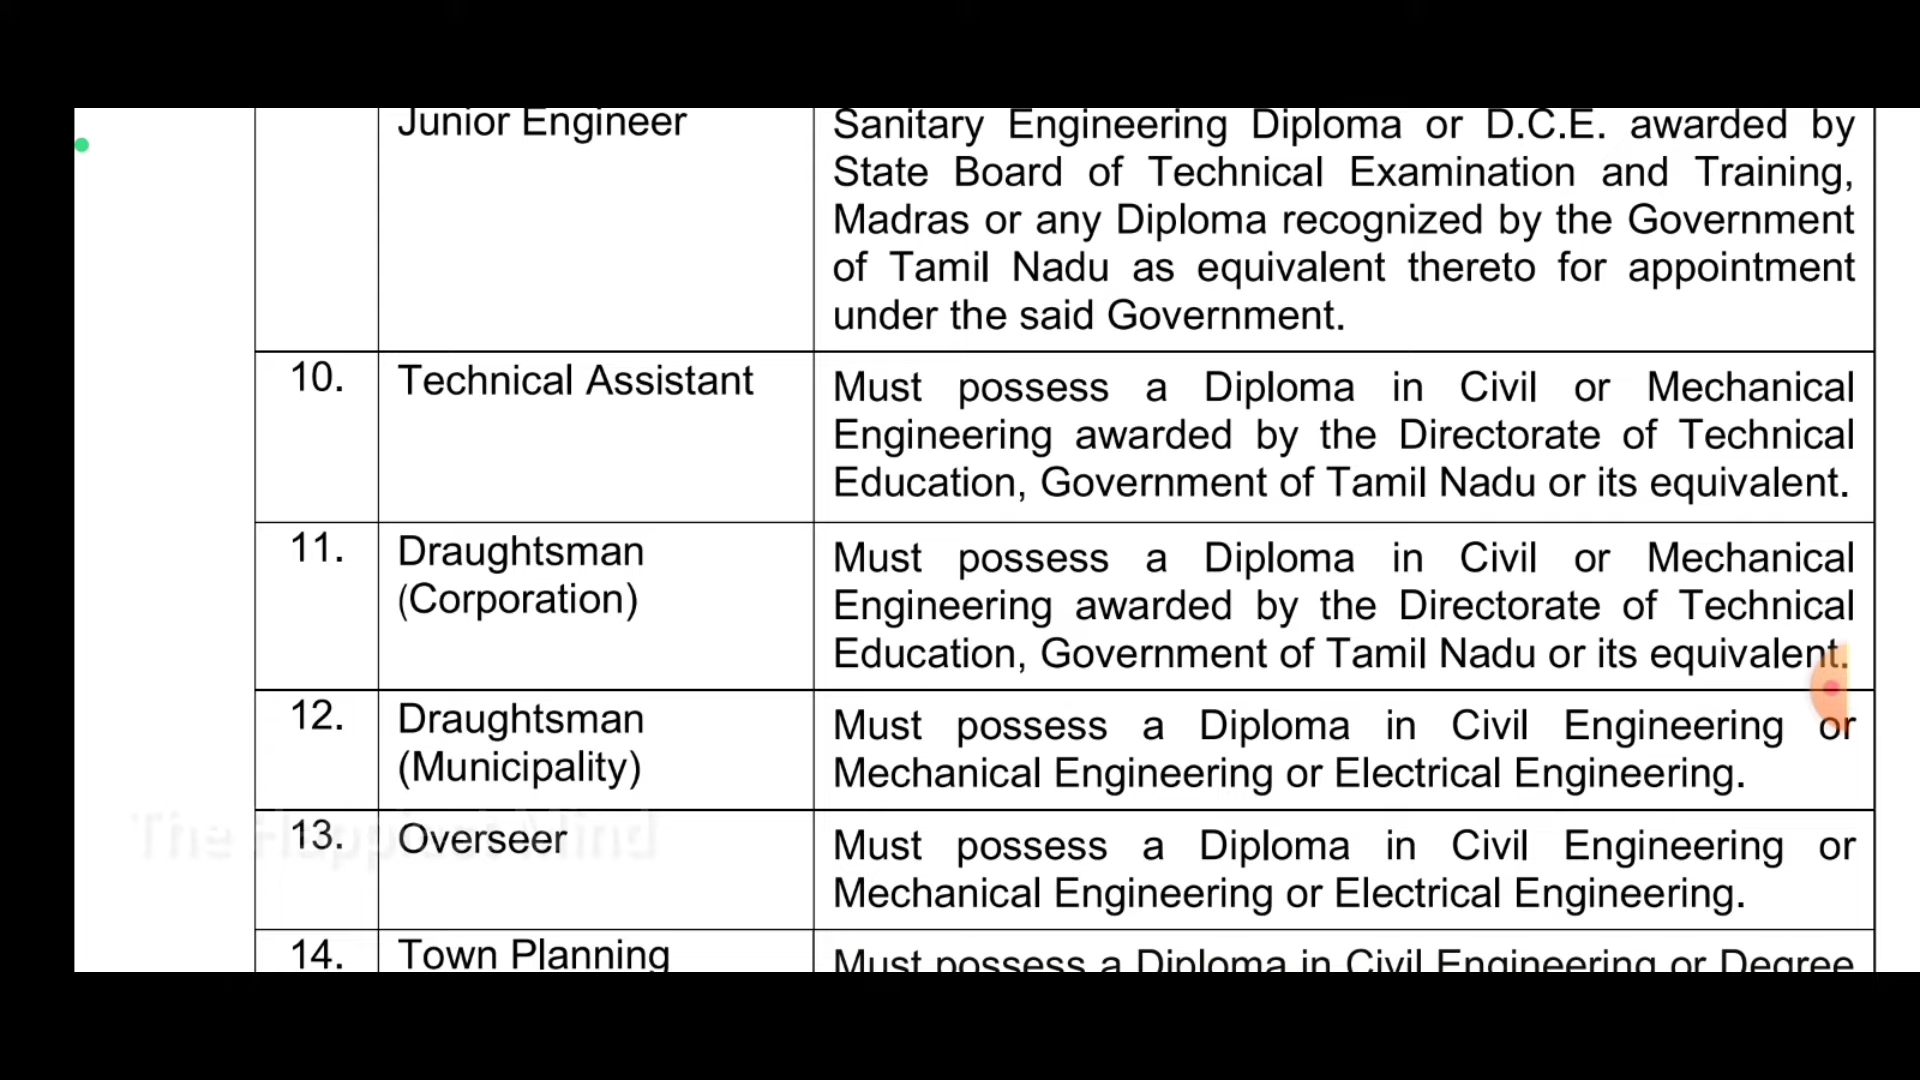 Junior Engineer
Sanitary Engineering Diploma or D.C.E. awarded by
State Board of Technical Examination and Training,
Madras or any Diploma recognized by the Government
of Tamil Nadu as equivalent thereto for appointment
under the said Government.
10.
Technical Assistant
Must possess a Diploma in Civil or Mechanical
Engineering awarded by the Directorate of Technical
Education, Government of Tamil Nadu or its equivalent.
11.
Draughtsman
(Corporation)
Must possess a Diploma in Civil or Mechanical
Engineering awarded by the Directorate of Technical
Education, Government of Tamil Nadu or its equivalent.
12.
Draughtsman
(Municipality)
Must possess a Diploma in Civil Engineering or
Mechanical Engineering or Electrical Engineering.
13.
Overseer
Must possess a Diploma in Civil Engineering or
Mechanical Engineering or Electrical Engineering.
14.
Town Planning
Must possess a Diploma in Civil Engineering or Degree
The Happiest Mind